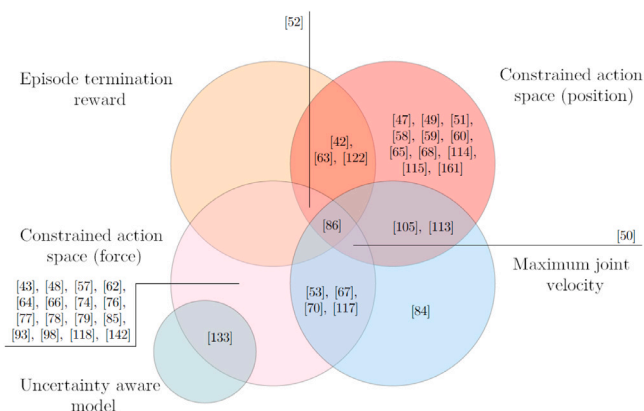 [52]
Episode termination
reward
Constrained action
space (position)
[47], [49], [51],
[58], [59], [60],
[65], [68], [114],
[115], [161]
[42],
[63], [122]
[86]
[105], [113]
[50]
Constrained action
space (force)
[43], [48], [57], [62],
[64], [66], [74], [76],
[77], [78], [79], [85],
[93], [98], [118], [142]
Maximum joint
velocity
[53], [67],
[70], [117]
[84]
[133]
Uncertainty aware
model